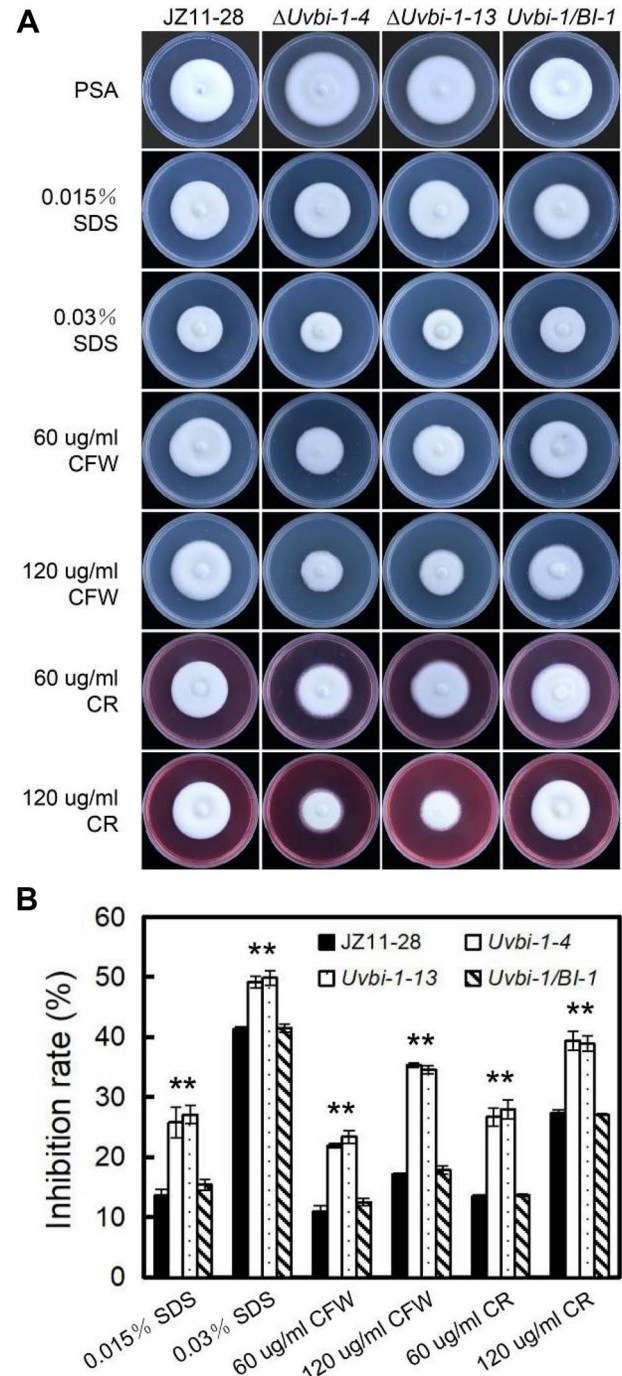 A
JZ11-28 ΔUvbi-1-4 ΔUvbi-1-13 Uvbi-1/BI-1
PSA
0.015%
SDS
0.03%
SDS
60 ug/ml
CFW
120 ug/ml
CFW
60 ug/ml
CR
120 ug/ml
CR
B
60
50
40
30
20
10
0
Inhibition rate (%)
JZ11-28 Uvbi-1-4
Uvbi-1-13 Uvbi-1/BI-1
**
**
**
**
**
**
0.015% SDS
0.03% SDS
60 ug/ml CFW
120 ug/ml CFW
60 ug/ml CR
120 ug/ml CR